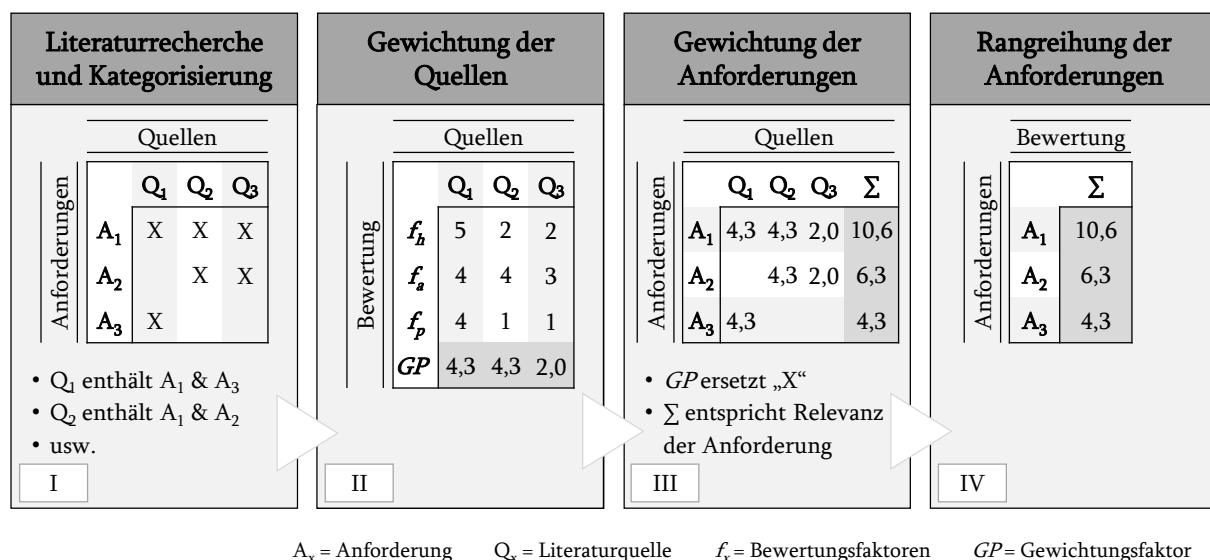 Literaturrecherche
und Kategorisierung
Quellen
Anforderungen
Q₁ Q₂ Q₃
A₁ X X X
A₂ X X
A₃ X
• Q₁ enthält A₁ & A₃
• Q₂ enthält A₁ & A₂
• usw.
I
Gewichtung der
Quellen
Quellen
Bewertung
Q₁ Q₂ Q₃
fₕ 5 2 2
fₐ 4 4 3
fₚ 4 1 1
GP 4,3 4,3 2,0
II
Gewichtung der
Anforderungen
Quellen
Anforderungen
Q₁ Q₂ Q₃ Σ
A₁ 4,3 4,3 2,0 10,6
A₂ 4,3 2,0 6,3
A₃ 4,3 4,3
• GP ersetzt „X“
• Σ entspricht Relevanz
der Anforderung
III
Rangreihung der
Anforderungen
Bewertung
Anforderungen
Σ
A₁ 10,6
A₂ 6,3
A₃ 4,3
IV
Aₓ = Anforderung Qₓ = Literaturquelle fₓ = Bewertungsfaktoren GP = Gewichtungsfaktor